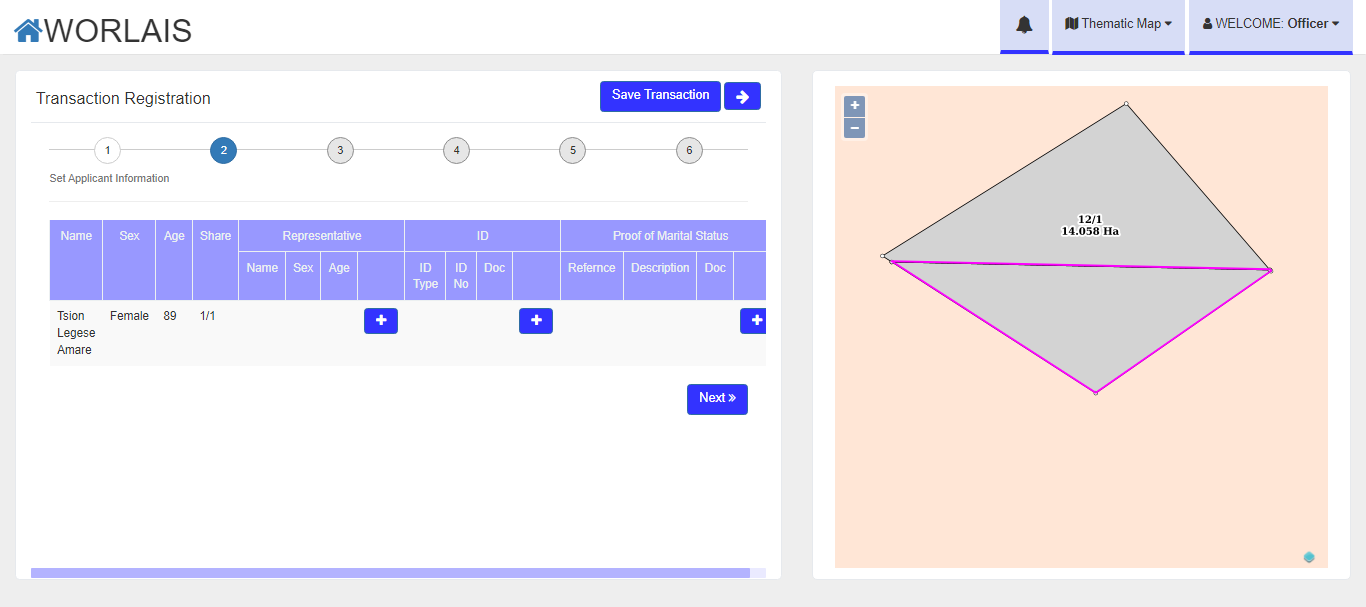 WORLAIS
Thematic Map
WELCOME: Officer
Transaction Registration
Save Transaction
1
2
3
4
5
6
Set Applicant Information
Name Sex Age Share Representative ID Proof of Marital Status
Name Sex Age ID Type ID No Doc Refernce Description Doc
Tsion Legese Amare Female 89 1/1
Next »
+
−
12/1
14.058 Ha